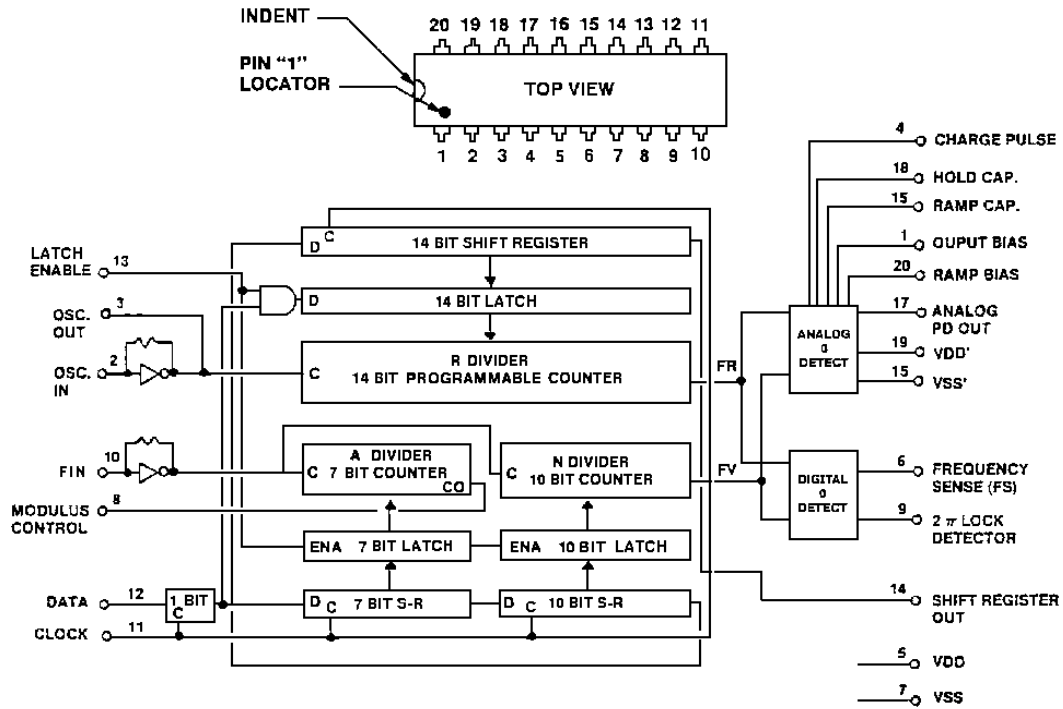 INDENT
PIN "1"
LOCATOR
20 19 18 17 16 15 14 13 12 11
TOP VIEW
1 2 3 4 5 6 7 8 9 10
4 CHARGE PULSE
18 HOLD CAP.
15 RAMP CAP.
1 OUPUT BIAS
20 RAMP BIAS
17 ANALOG
PD OUT
19 VDD'
15 VSS'
ANALOG
0
DETECT
LATCH
ENABLE
13
OSC.
OUT
3
OSC.
IN
2
D C 14 BIT SHIFT REGISTER
D 14 BIT LATCH
C R DIVIDER
14 BIT PROGRAMMABLE COUNTER
FR
FIN
10
MODULUS
CONTROL
8
C A DIVIDER
7 BIT COUNTER
CO
C N DIVIDER
10 BIT COUNTER
FV
DIGITAL
0
DETECT
6 FREQUENCY
SENSE (FS)
9 2 π LOCK
DETECTOR
ENA 7 BIT LATCH
ENA 10 BIT LATCH
DATA 12
1 BIT
C
D C 7 BIT S-R
D C 10 BIT S-R
14 SHIFT REGISTER
OUT
CLOCK 11
5 VDD
7 VSS